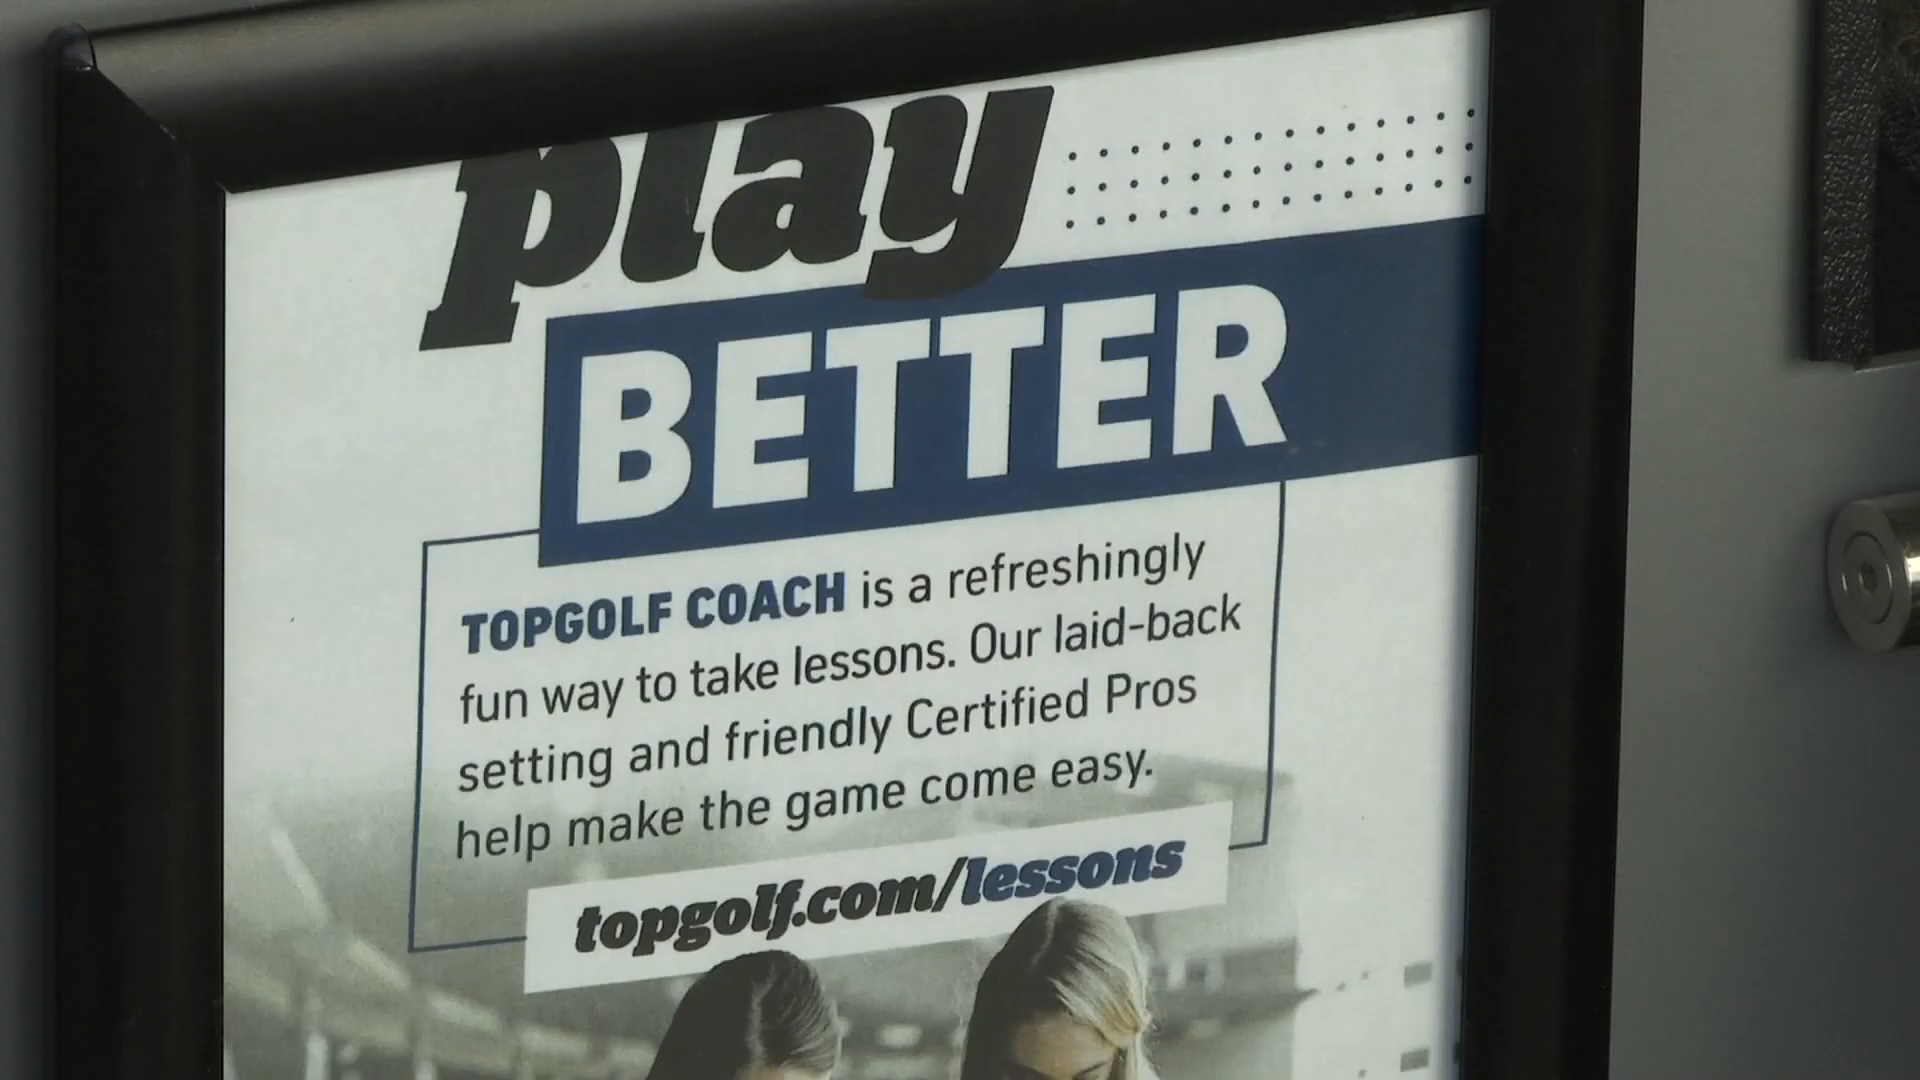 play
BETTER
TOPGOLF COACH is a refreshingly
fun way to take lessons. Our laid-back
setting and friendly Certified Pros
help make the game come easy.
topgolf.com/lessons